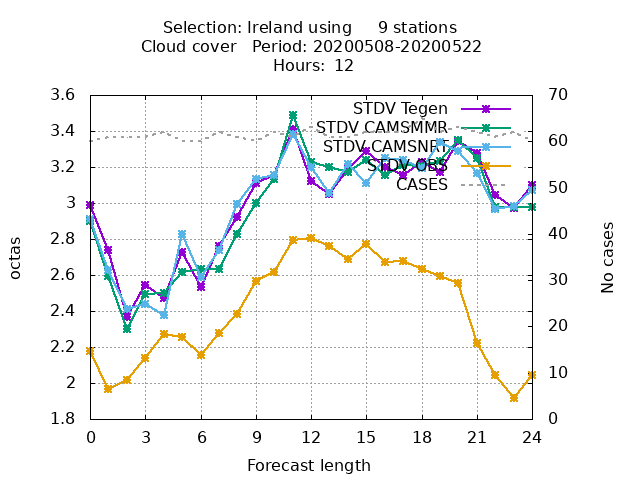 Selection: Ireland using 9 stations
Cloud cover Period: 20200508-20200522
Hours: 12
STDV Tegen
STDV CAMSMMR
STDV CAMSNRT
STDV OBS
CASES
3.6
3.4
3.2
3
2.8
2.6
2.4
2.2
2
1.8
octas
70
60
50
40
30
20
10
0
No cases
0 3 6 9 12 15 18 21 24
Forecast length